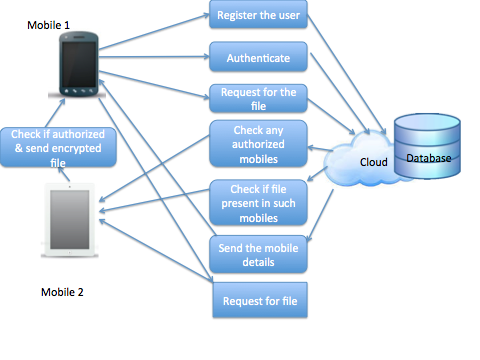 Register the user
Mobile 1
Authenticate
Request for the
file
Check any
authorized
mobiles
Check if authorized
& send encrypted
file
Cloud
Database
Check if file
present in such
mobiles
Send the mobile
details
Mobile 2
Request for file